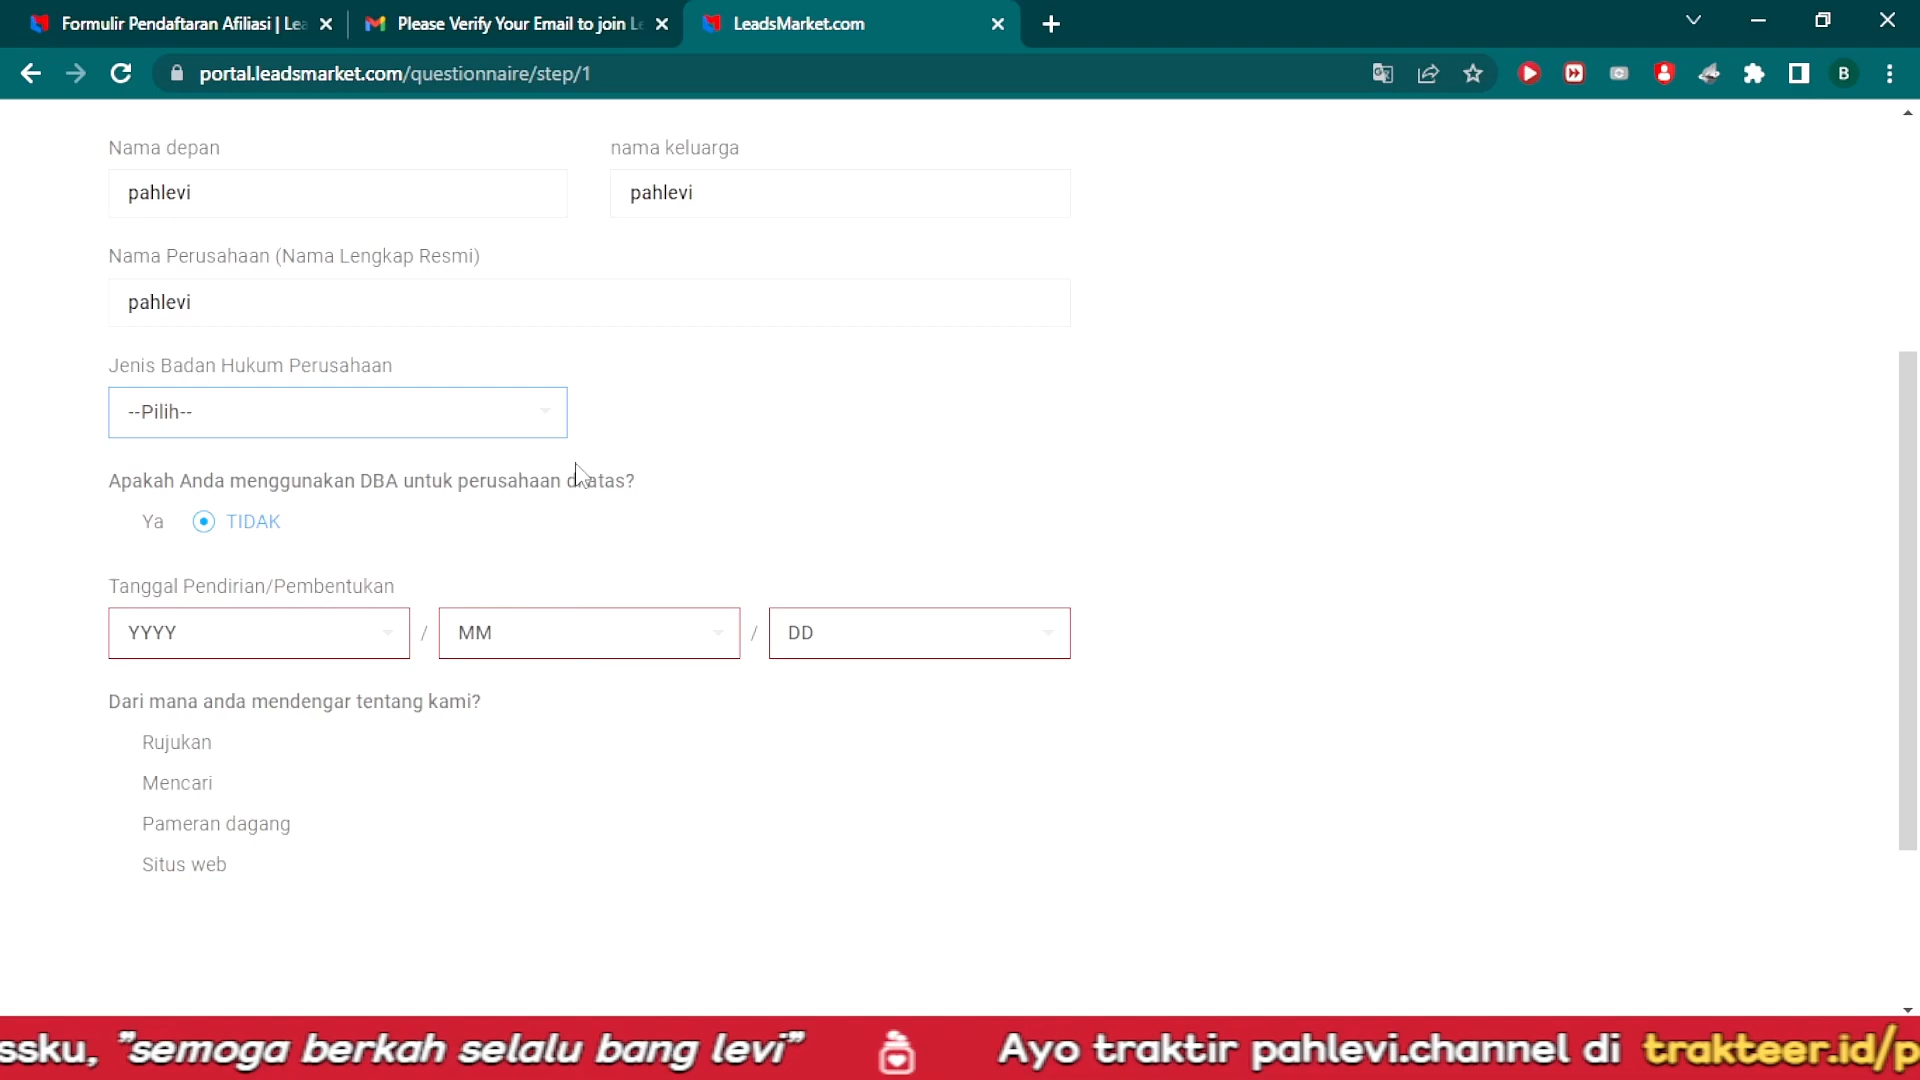 Formulir Pendaftaran Afiliasi | Lea
Please Verify Your Email to join Le
LeadsMarket.com
portal.leadsmarket.com/questionnaire/step/1
B
Nama depan
nama keluarga
pahlevi
pahlevi
Nama Perusahaan (Nama Lengkap Resmi)
pahlevi
Jenis Badan Hukum Perusahaan
--Pilih--
Apakah Anda menggunakan DBA untuk perusahaan di atas?
Ya
TIDAK
Tanggal Pendirian/Pembentukan
YYYY / MM / DD
Dari mana anda mendengar tentang kami?
Rujukan
Mencari
Pameran dagang
Situs web
ssku, "semoga berkah selalu bang levi" Ayo traktir pahlevi.channel di trakteer.id/p